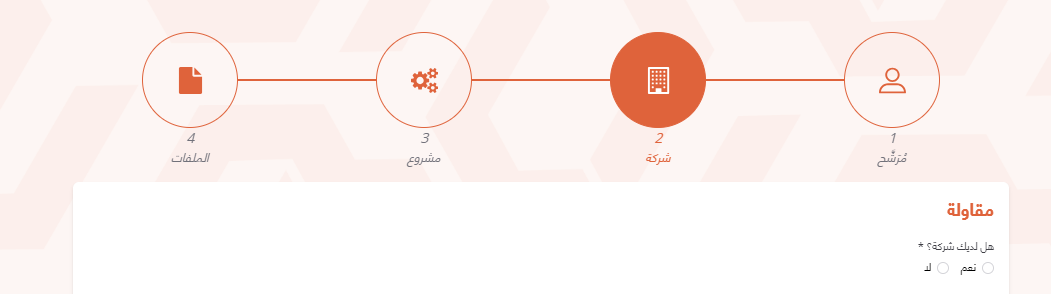 1
مُرَشَّح
2
شركة
3
مشروع
4
الملفات
مقاولة
هل لديك شركة؟ *
نعم
لا